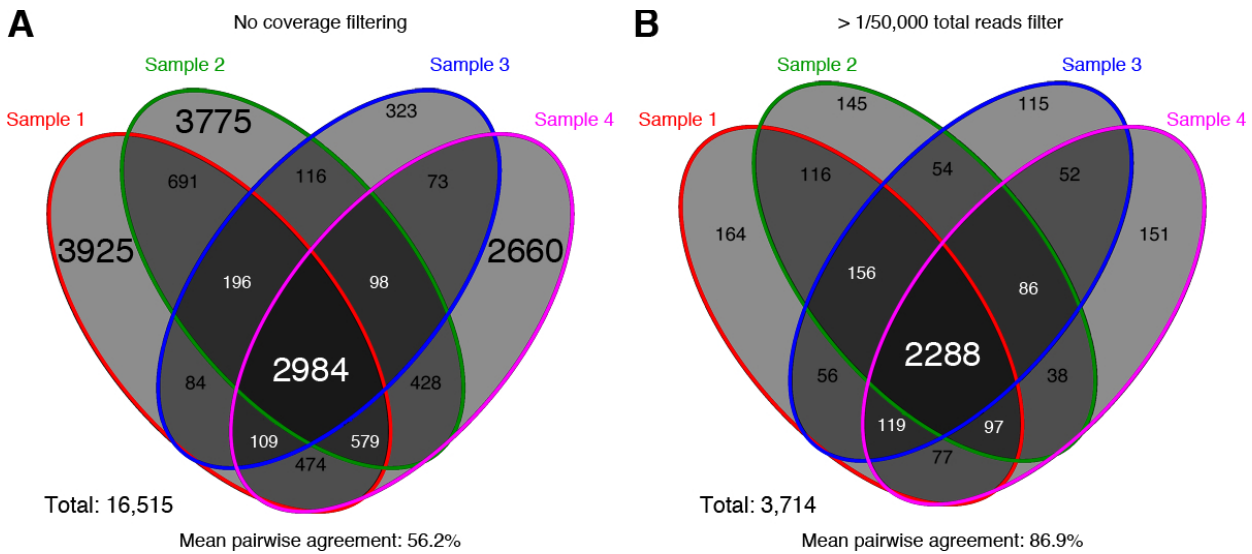 A
No coverage filtering
Sample 2
Sample 3
Sample 1
Sample 4
3775
323
691
116
73
3925
2660
196
98
2984
84
428
109
579
474
Total: 16,515
Mean pairwise agreement: 56.2%
B
> 1/50,000 total reads filter
Sample 2
Sample 3
Sample 1
Sample 4
145
115
116
54
52
164
151
156
86
2288
56
38
119
97
77
Total: 3,714
Mean pairwise agreement: 86.9%